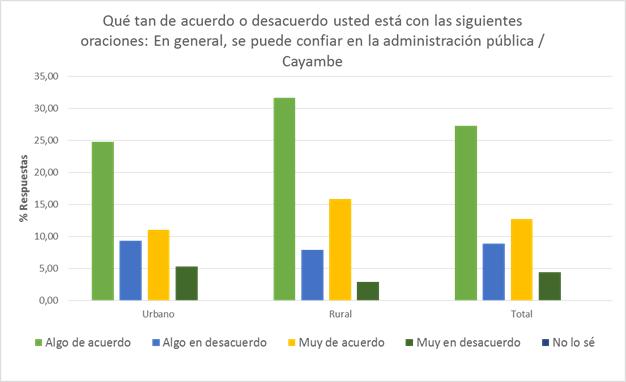 Qué tan de acuerdo o desacuerdo usted está con las siguientes
oraciones: En general, se puede confiar en la administración pública /
Cayambe
35,00
30,00
25,00
20,00
15,00
10,00
5,00
0,00
% Respuestas
Urbano Rural Total
Algo de acuerdo Algo en desacuerdo Muy de acuerdo Muy en desacuerdo No lo sé